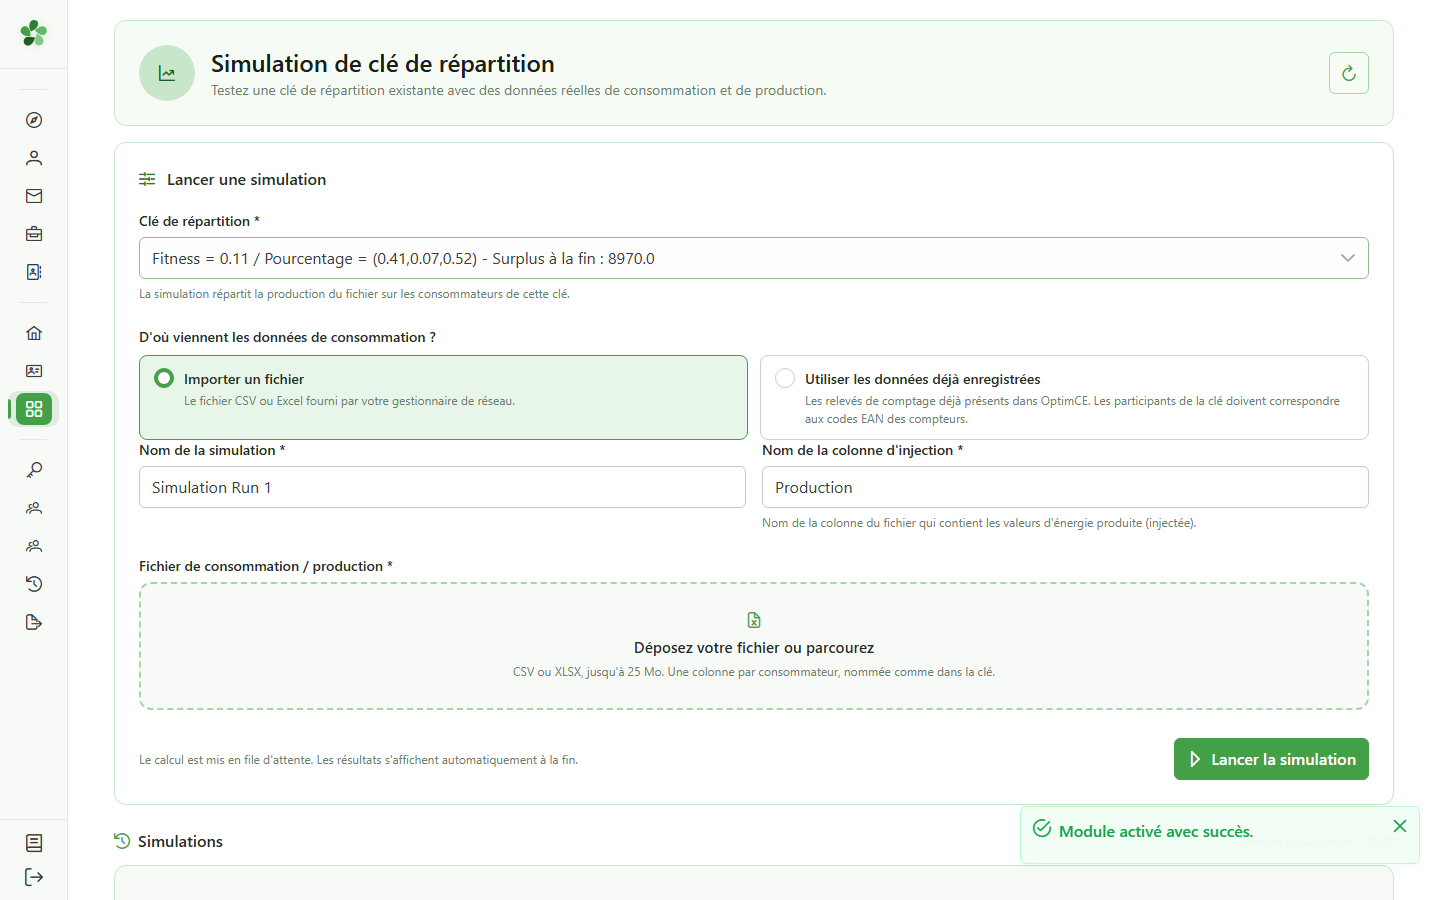 Simulation de clé de répartition
Testez une clé de répartition existante avec des données réelles de consommation et de production.
Lancer une simulation
Clé de répartition *
Fitness = 0.11 / Pourcentage = (0.41,0.07,0.52) - Surplus à la fin : 8970.0
La simulation répartit la production du fichier sur les consommateurs de cette clé.
D'où viennent les données de consommation ?
Importer un fichier
Le fichier CSV ou Excel fourni par votre gestionnaire de réseau.
Utiliser les données déjà enregistrées
Les relevés de comptage déjà présents dans OptimCE. Les participants de la clé doivent correspondre
aux codes EAN des compteurs.
Nom de la simulation *
Simulation Run 1
Nom de la colonne d'injection *
Production
Nom de la colonne du fichier qui contient les valeurs d'énergie produite (injectée).
Fichier de consommation / production *
Déposez votre fichier ou parcourez
CSV ou XLSX, jusqu'à 25 Mo. Une colonne par consommateur, nommée comme dans la clé.
Le calcul est mis en file d'attente. Les résultats s'affichent automatiquement à la fin.
Lancer la simulation
Simulations
Module activé avec succès.